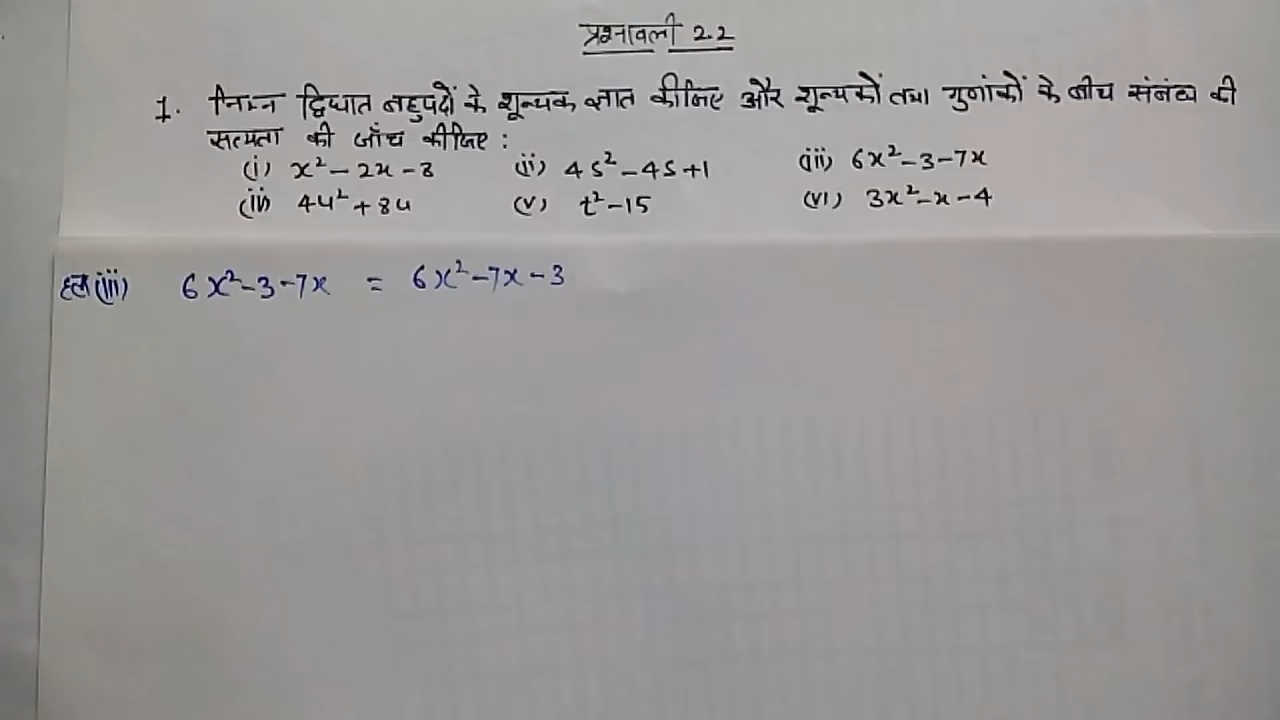 प्रश्नावली 2.2
1. निम्न द्विघात बहुपदों के शून्यक ज्ञात कीजिए और शून्यकों तथा गुणांकों के बीच संबंध की
सत्यता की जाँच कीजिए :
(i) x² - 2x - 8 (ii) 4s² - 4s + 1 (iii) 6x² - 3 - 7x
(iv) 4u² + 8u (v) t² - 15 (vi) 3x² - x - 4
हल (iii) 6x² - 3 - 7x = 6x² - 7x - 3